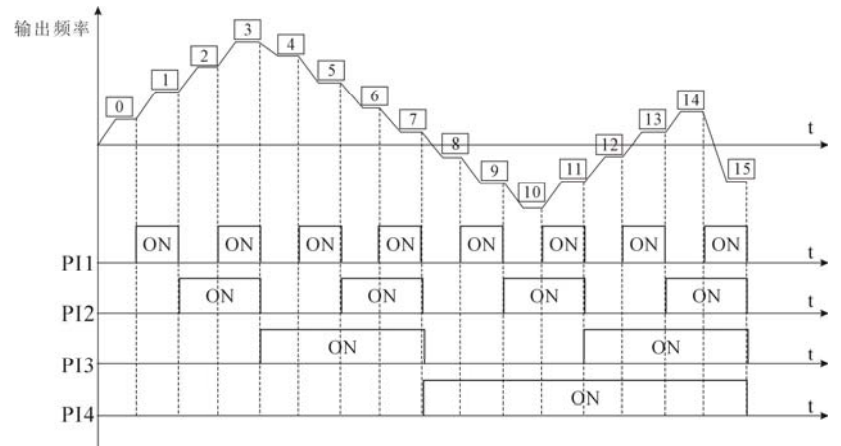 输出频率
0
1
2
3
4
5
6
7
8
9
10
11
12
13
14
15
t
ON ON ON ON ON ON ON ON
PI1 t
ON ON ON ON
PI2 t
ON ON
PI3 t
ON
PI4 t